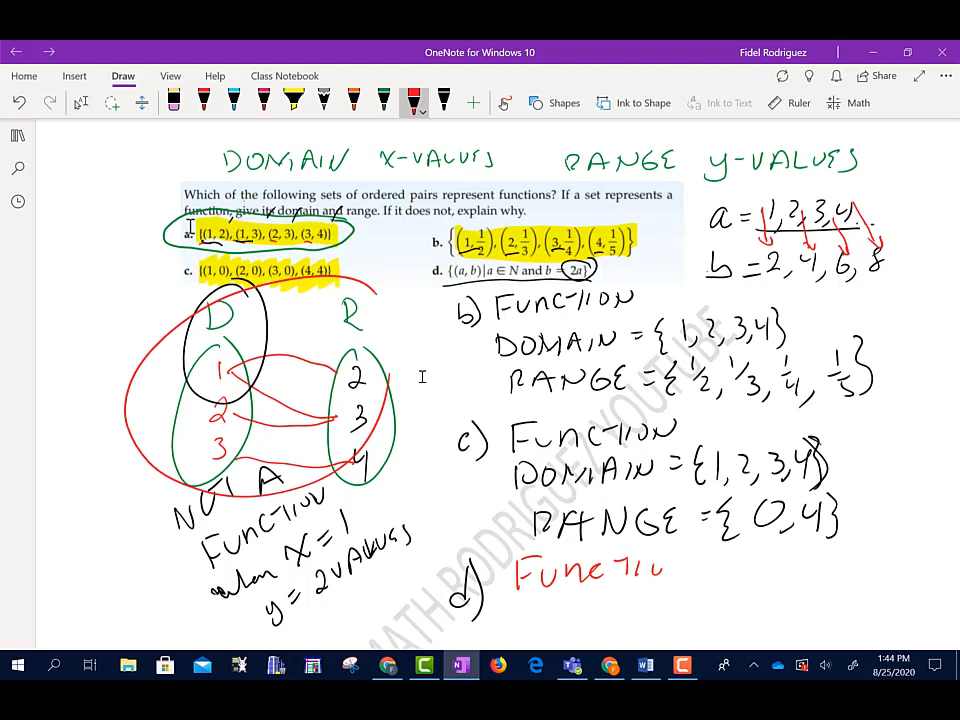 OneNote for Windows 10
Fidel Rodriguez
Home Insert Draw View Help Class Notebook
Share
Shapes Ink to Shape Ink to Text Ruler Math
DOMAIN X-VALUES RANGE y-VALUES
Which of the following sets of ordered pairs represent functions? If a set represents a
function, give its domain and range. If it does not, explain why.
a. {(1, 2), (1, 3), (2, 3), (3, 4)}
b. {(1, 1/2), (2, 1/3), (3, 1/4), (4, 1/5)}
c. {(1, 0), (2, 0), (3, 0), (4, 4)}
d. {(a, b)|a ∈ N and b = 2a}
a = 1, 2, 3, 4...
b = 2, 4, 6, 8
D R
1 2
2 3
3 4
NOT A
FUNCTION
when X = 1
y = 2 VALUES
b) FUNCTION
DOMAIN = {1, 2, 3, 4}
RANGE = {1/2, 1/3, 1/4, 1/5}
c) FUNCTION
DOMAIN = {1, 2, 3, 4}
RANGE = {0, 4}
d) FUNCTIO
MATH RODRIGUEZ YOUTUBE
1:44 PM
8/25/2020